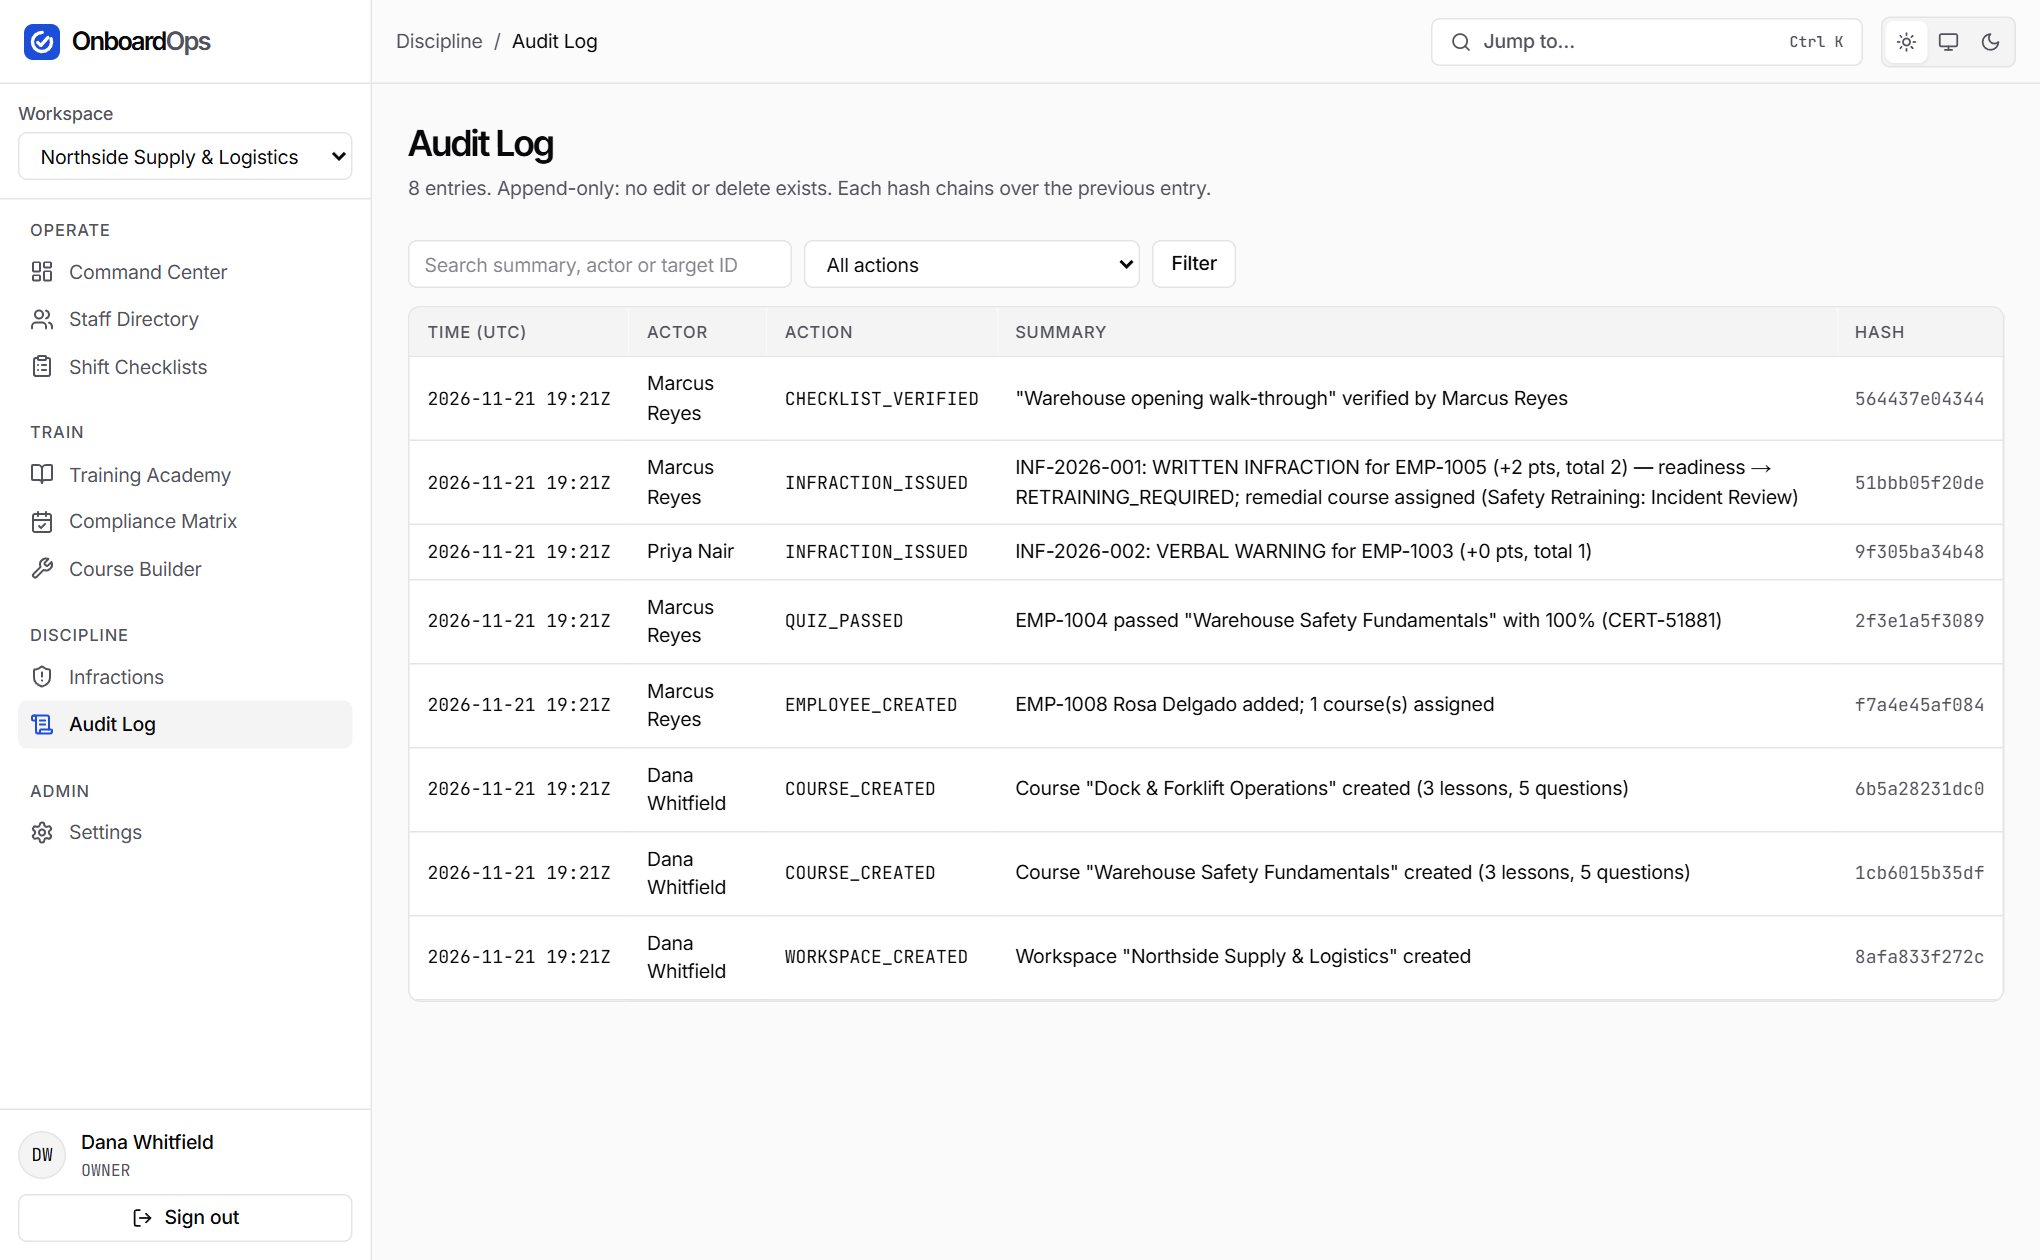 OnboardOps
Discipline / Audit Log
Jump to... Ctrl K
Workspace
Northside Supply & Logistics
OPERATE
Command Center
Staff Directory
Shift Checklists
TRAIN
Training Academy
Compliance Matrix
Course Builder
DISCIPLINE
Infractions
Audit Log
ADMIN
Settings
DW
Dana Whitfield
OWNER
Sign out
Audit Log
8 entries. Append-only: no edit or delete exists. Each hash chains over the previous entry.
Search summary, actor or target ID
All actions
Filter
TIME (UTC) ACTOR ACTION SUMMARY HASH
2026-11-21 19:21Z Marcus Reyes CHECKLIST_VERIFIED "Warehouse opening walk-through" verified by Marcus Reyes 564437e04344
2026-11-21 19:21Z Marcus Reyes INFRACTION_ISSUED INF-2026-001: WRITTEN INFRACTION for EMP-1005 (+2 pts, total 2) — readiness →
RETRAINING_REQUIRED; remedial course assigned (Safety Retraining: Incident Review) 51bbb05f20de
2026-11-21 19:21Z Priya Nair INFRACTION_ISSUED INF-2026-002: VERBAL WARNING for EMP-1003 (+0 pts, total 1) 9f305ba34b48
2026-11-21 19:21Z Marcus Reyes QUIZ_PASSED EMP-1004 passed "Warehouse Safety Fundamentals" with 100% (CERT-51881) 2f3e1a5f3089
2026-11-21 19:21Z Marcus Reyes EMPLOYEE_CREATED EMP-1008 Rosa Delgado added; 1 course(s) assigned f7a4e45af084
2026-11-21 19:21Z Dana Whitfield COURSE_CREATED Course "Dock & Forklift Operations" created (3 lessons, 5 questions) 6b5a28231dc0
2026-11-21 19:21Z Dana Whitfield COURSE_CREATED Course "Warehouse Safety Fundamentals" created (3 lessons, 5 questions) 1cb6015b35df
2026-11-21 19:21Z Dana Whitfield WORKSPACE_CREATED Workspace "Northside Supply & Logistics" created 8afa833f272c